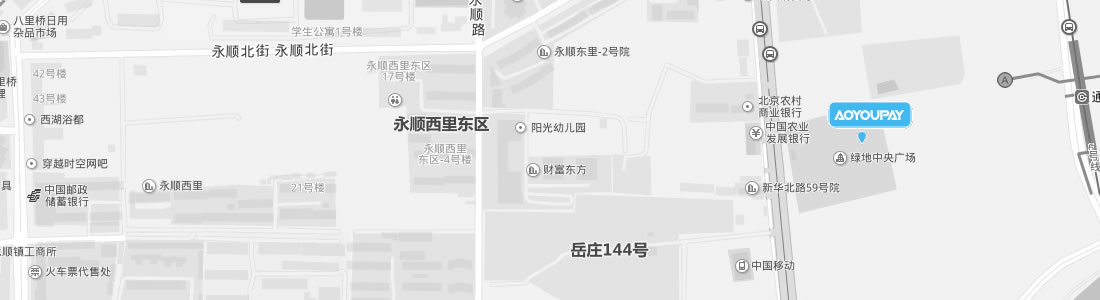 八里桥日用
杂品市场
永
顺
路
学生公寓1号楼
永顺北街 永顺北街
永顺东里-2号院
42号楼
永顺西里东区
17号楼
43号楼
西湖浴都
永顺西里东区
阳光幼儿园
北京农村
商业银行
中国农业
发展银行
AOYOUPAY
A
通
6号线
永顺西里
东区-4号楼
绿地中央广场
穿越时空网吧
财富东方
永顺西里
21号楼
新华北路59号院
中国邮政
储蓄银行
具
里桥
顺镇工商所
岳庄144号
火车票代售处
中国移动